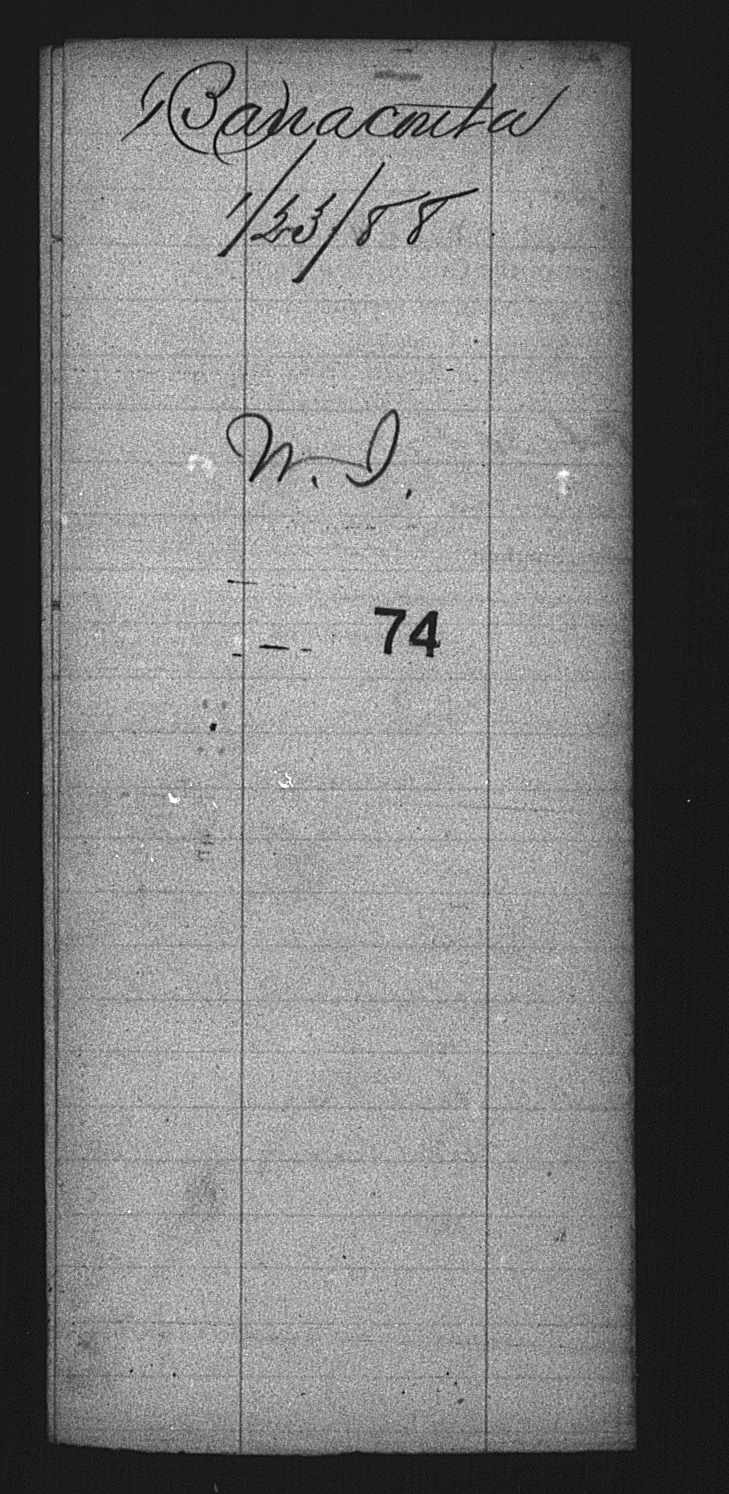 "Barracouta"
1/23/88
W. I.
74